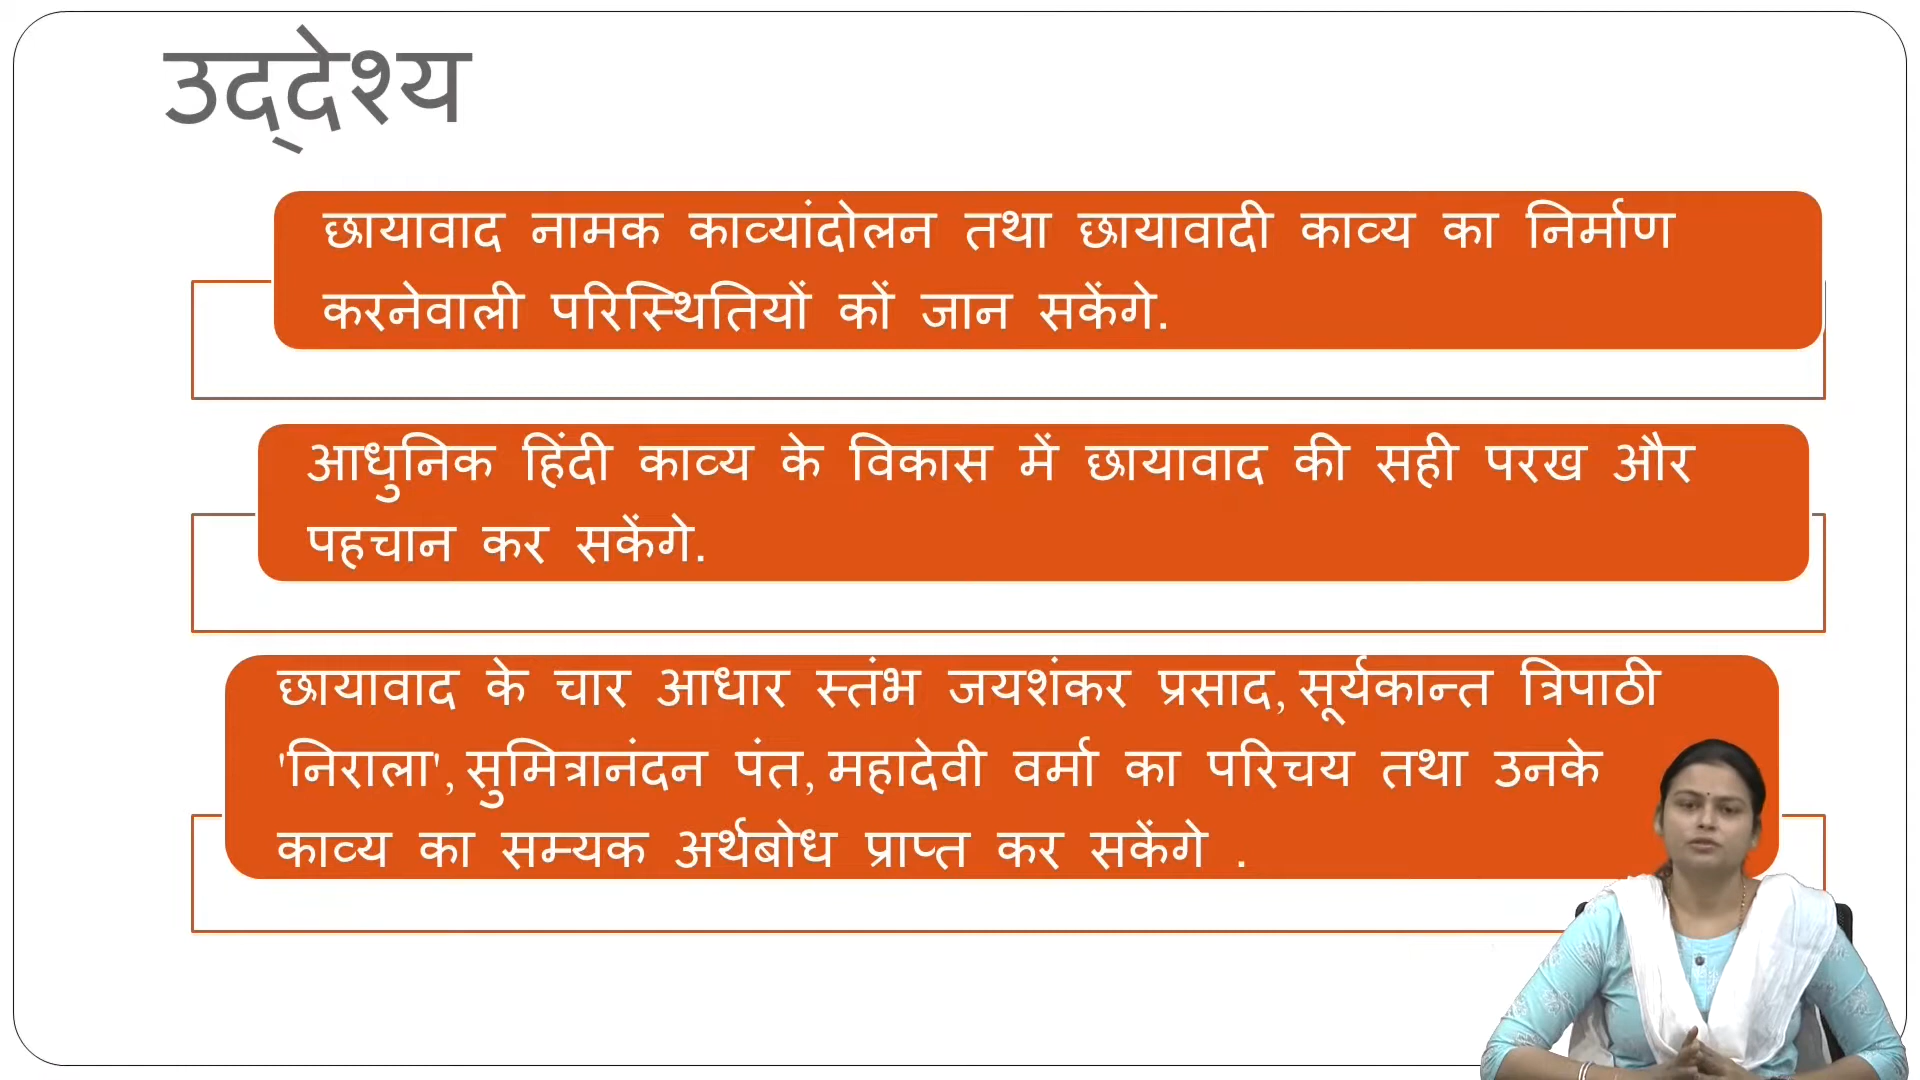 उद्देश्य
छायावाद नामक काव्यांदोलन तथा छायावादी काव्य का निर्माण
करनेवाली परिस्थितियों कों जान सकेंगे.
आधुनिक हिंदी काव्य के विकास में छायावाद की सही परख और
पहचान कर सकेंगे.
छायावाद के चार आधार स्तंभ जयशंकर प्रसाद, सूर्यकान्त त्रिपाठी
'निराला', सुमित्रानंदन पंत, महादेवी वर्मा का परिचय तथा उनके
काव्य का सम्यक अर्थबोध प्राप्त कर सकेंगे .